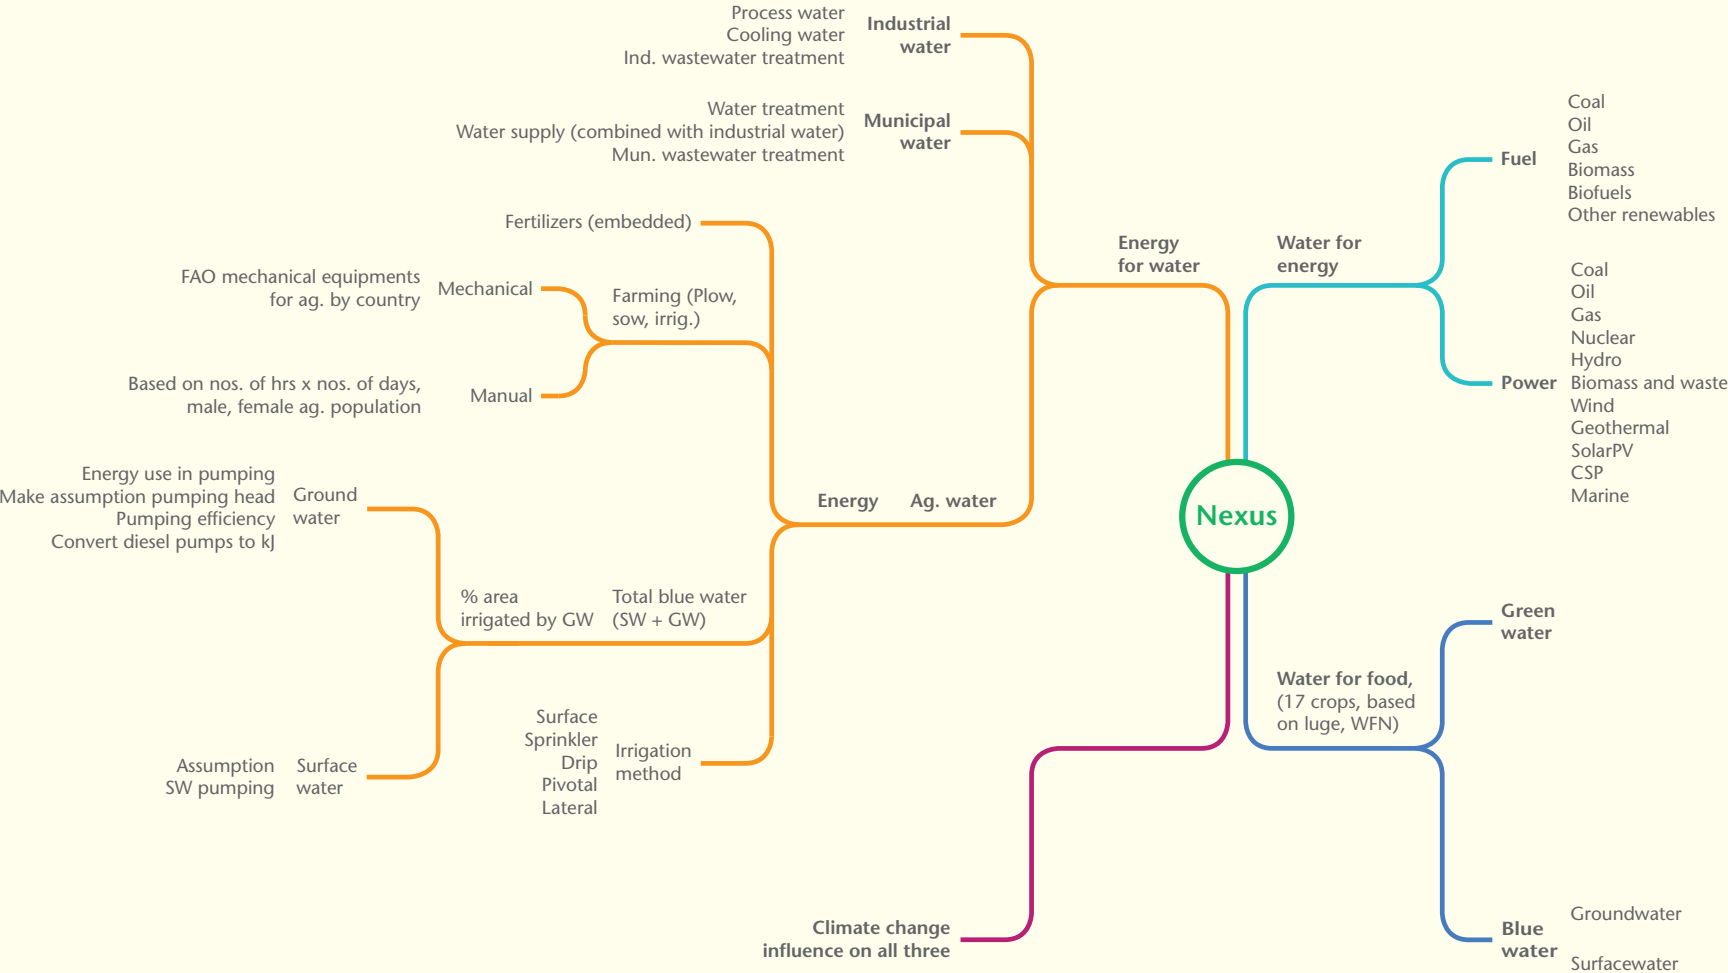 Process water
Cooling water
Ind. wastewater treatment
Industrial
water
Water treatment
Water supply (combined with industrial water)
Mun. wastewater treatment
Municipal
water
Fertilizers (embedded)
FAO mechanical equipments
for ag. by country
Mechanical
Farming (Plow,
sow, irrig.)
Based on nos. of hrs x nos. of days,
male, female ag. population
Manual
Energy use in pumping
Make assumption pumping head
Pumping efficiency
Convert diesel pumps to kJ
Ground
water
% area
irrigated by GW
Total blue water
(SW + GW)
Assumption
SW pumping
Surface
water
Surface
Sprinkler
Drip
Pivotal
Lateral
Irrigation
method
Energy
Ag. water
Energy
for water
Water for
energy
Fuel
Coal
Oil
Gas
Biomass
Biofuels
Other renewables
Power
Coal
Oil
Gas
Nuclear
Hydro
Biomass and waste
Wind
Geothermal
SolarPV
CSP
Marine
Nexus
Water for food,
(17 crops, based
on luge, WFN)
Green
water
Blue
water
Groundwater
Surfacewater
Climate change
influence on all three